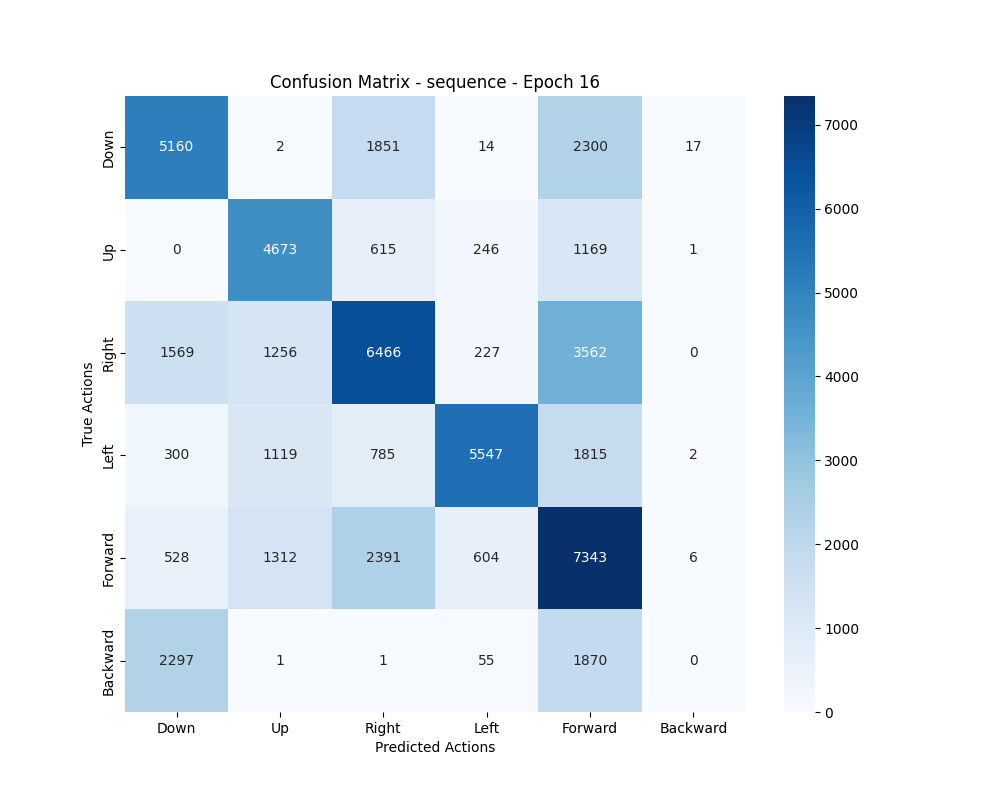 Confusion Matrix - sequence - Epoch 16
True Actions
Down 5160 2 1851 14 2300 17
Up 0 4673 615 246 1169 1
Right 1569 1256 6466 227 3562 0
Left 300 1119 785 5547 1815 2
Forward 528 1312 2391 604 7343 6
Backward 2297 1 1 55 1870 0
Down Up Right Left Forward Backward
Predicted Actions
7000
6000
5000
4000
3000
2000
1000
0